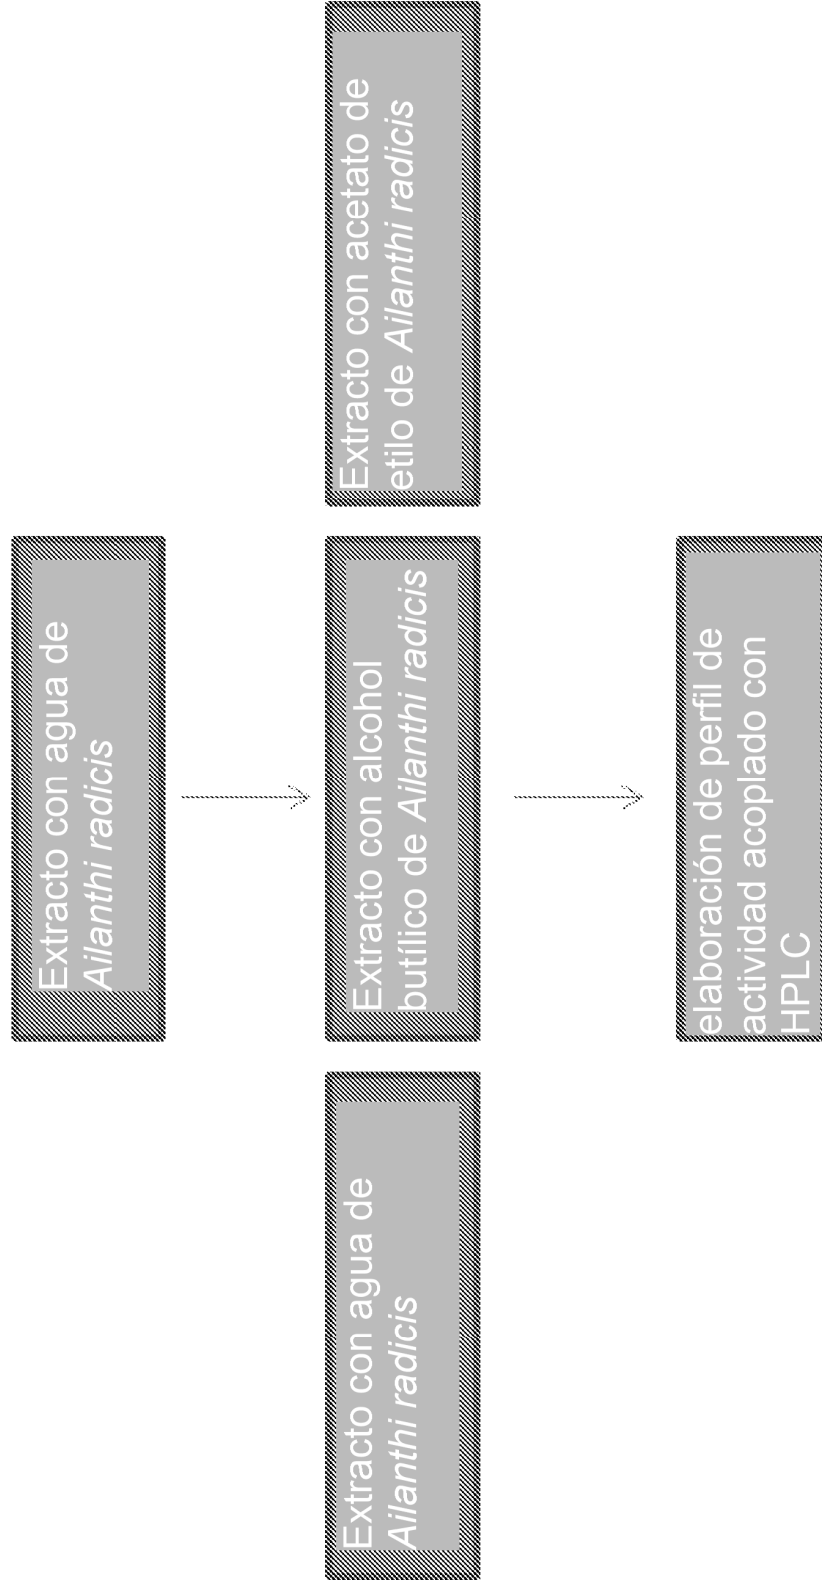 Extracto con agua de
Ailanthi radicis
Extracto con agua de
Ailanthi radicis
Extracto con alcohol
butílico de Ailanthi radicis
Extracto con acetato de
etilo de Ailanthi radicis
elaboración de perfil de
actividad acoplado con
HPLC